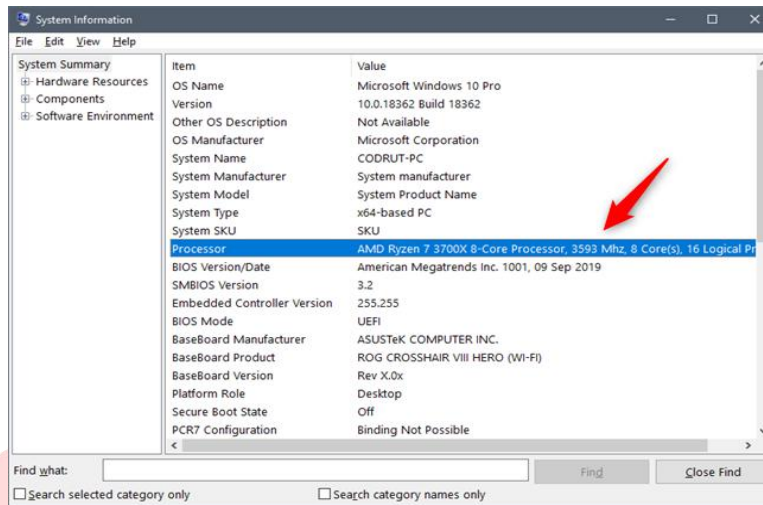 System Information
File Edit View Help
System Summary
Hardware Resources
Components
Software Environment
Item Value
OS Name Microsoft Windows 10 Pro
Version 10.0.18362 Build 18362
Other OS Description Not Available
OS Manufacturer Microsoft Corporation
System Name CODRUT-PC
System Manufacturer System manufacturer
System Model System Product Name
System Type x64-based PC
System SKU SKU
Processor AMD Ryzen 7 3700X 8-Core Processor, 3593 Mhz, 8 Core(s), 16 Logical Pr
BIOS Version/Date American Megatrends Inc. 1001, 09 Sep 2019
SMBIOS Version 3.2
Embedded Controller Version 255.255
BIOS Mode UEFI
BaseBoard Manufacturer ASUSTeK COMPUTER INC.
BaseBoard Product ROG CROSSHAIR VIII HERO (WI-FI)
BaseBoard Version Rev X.0x
Platform Role Desktop
Secure Boot State Off
PCR7 Configuration Binding Not Possible
Find what: Find Close Find
Search selected category only Search category names only